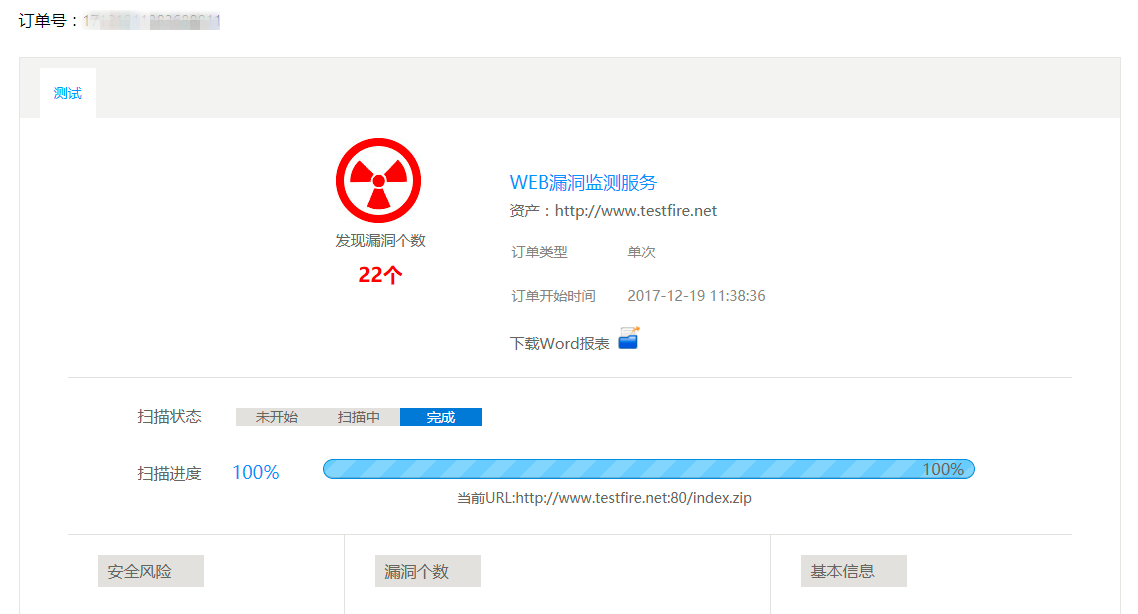 订单号：
测试
发现漏洞个数
22个
WEB漏洞监测服务
资产：http://www.testfire.net
订单类型 单次
订单开始时间 2017-12-19 11:38:36
下载Word报表
扫描状态 未开始 扫描中 完成
扫描进度 100% 100%
当前URL:http://www.testfire.net:80/index.zip
安全风险 漏洞个数 基本信息